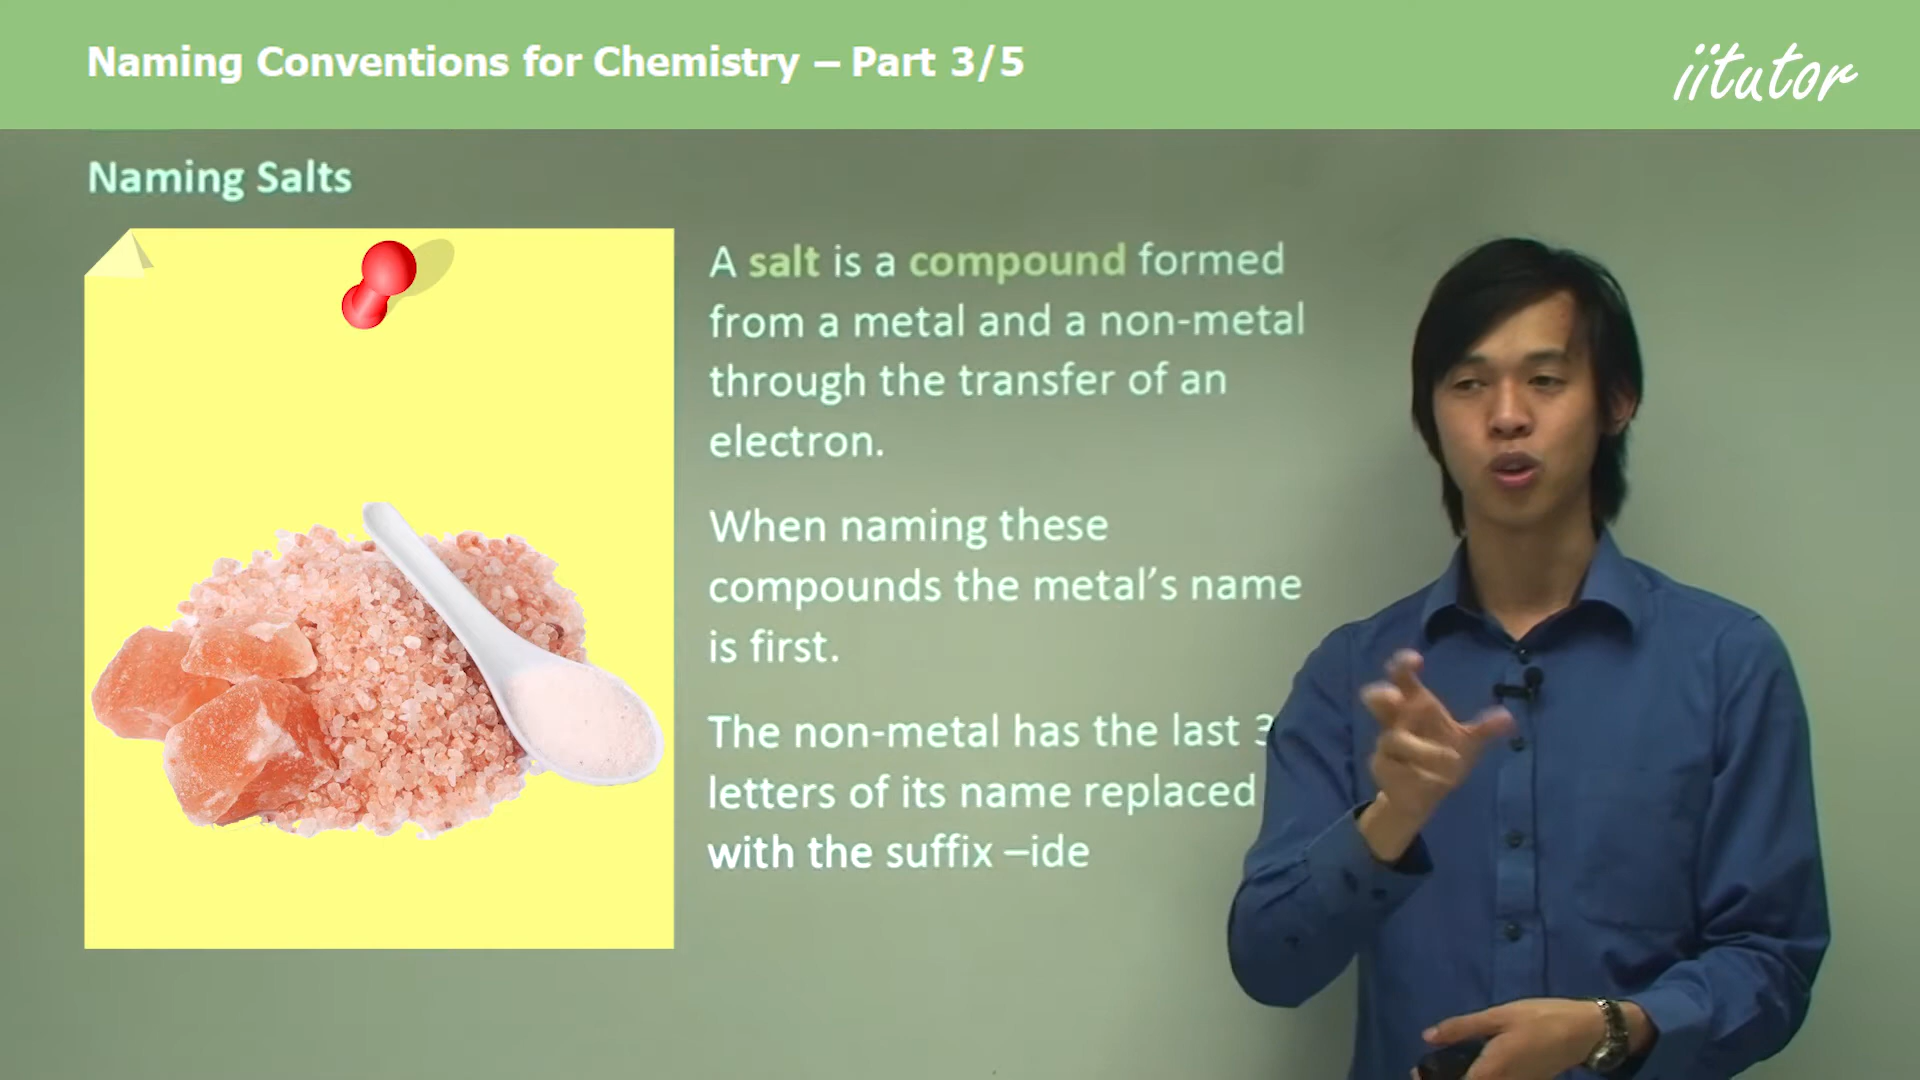 Naming Conventions for Chemistry – Part 3/5
iitutor
Naming Salts
A salt is a compound formed
from a metal and a non-metal
through the transfer of an
electron.
When naming these
compounds the metal’s name
is first.
The non-metal has the last 3
letters of its name replaced
with the suffix –ide